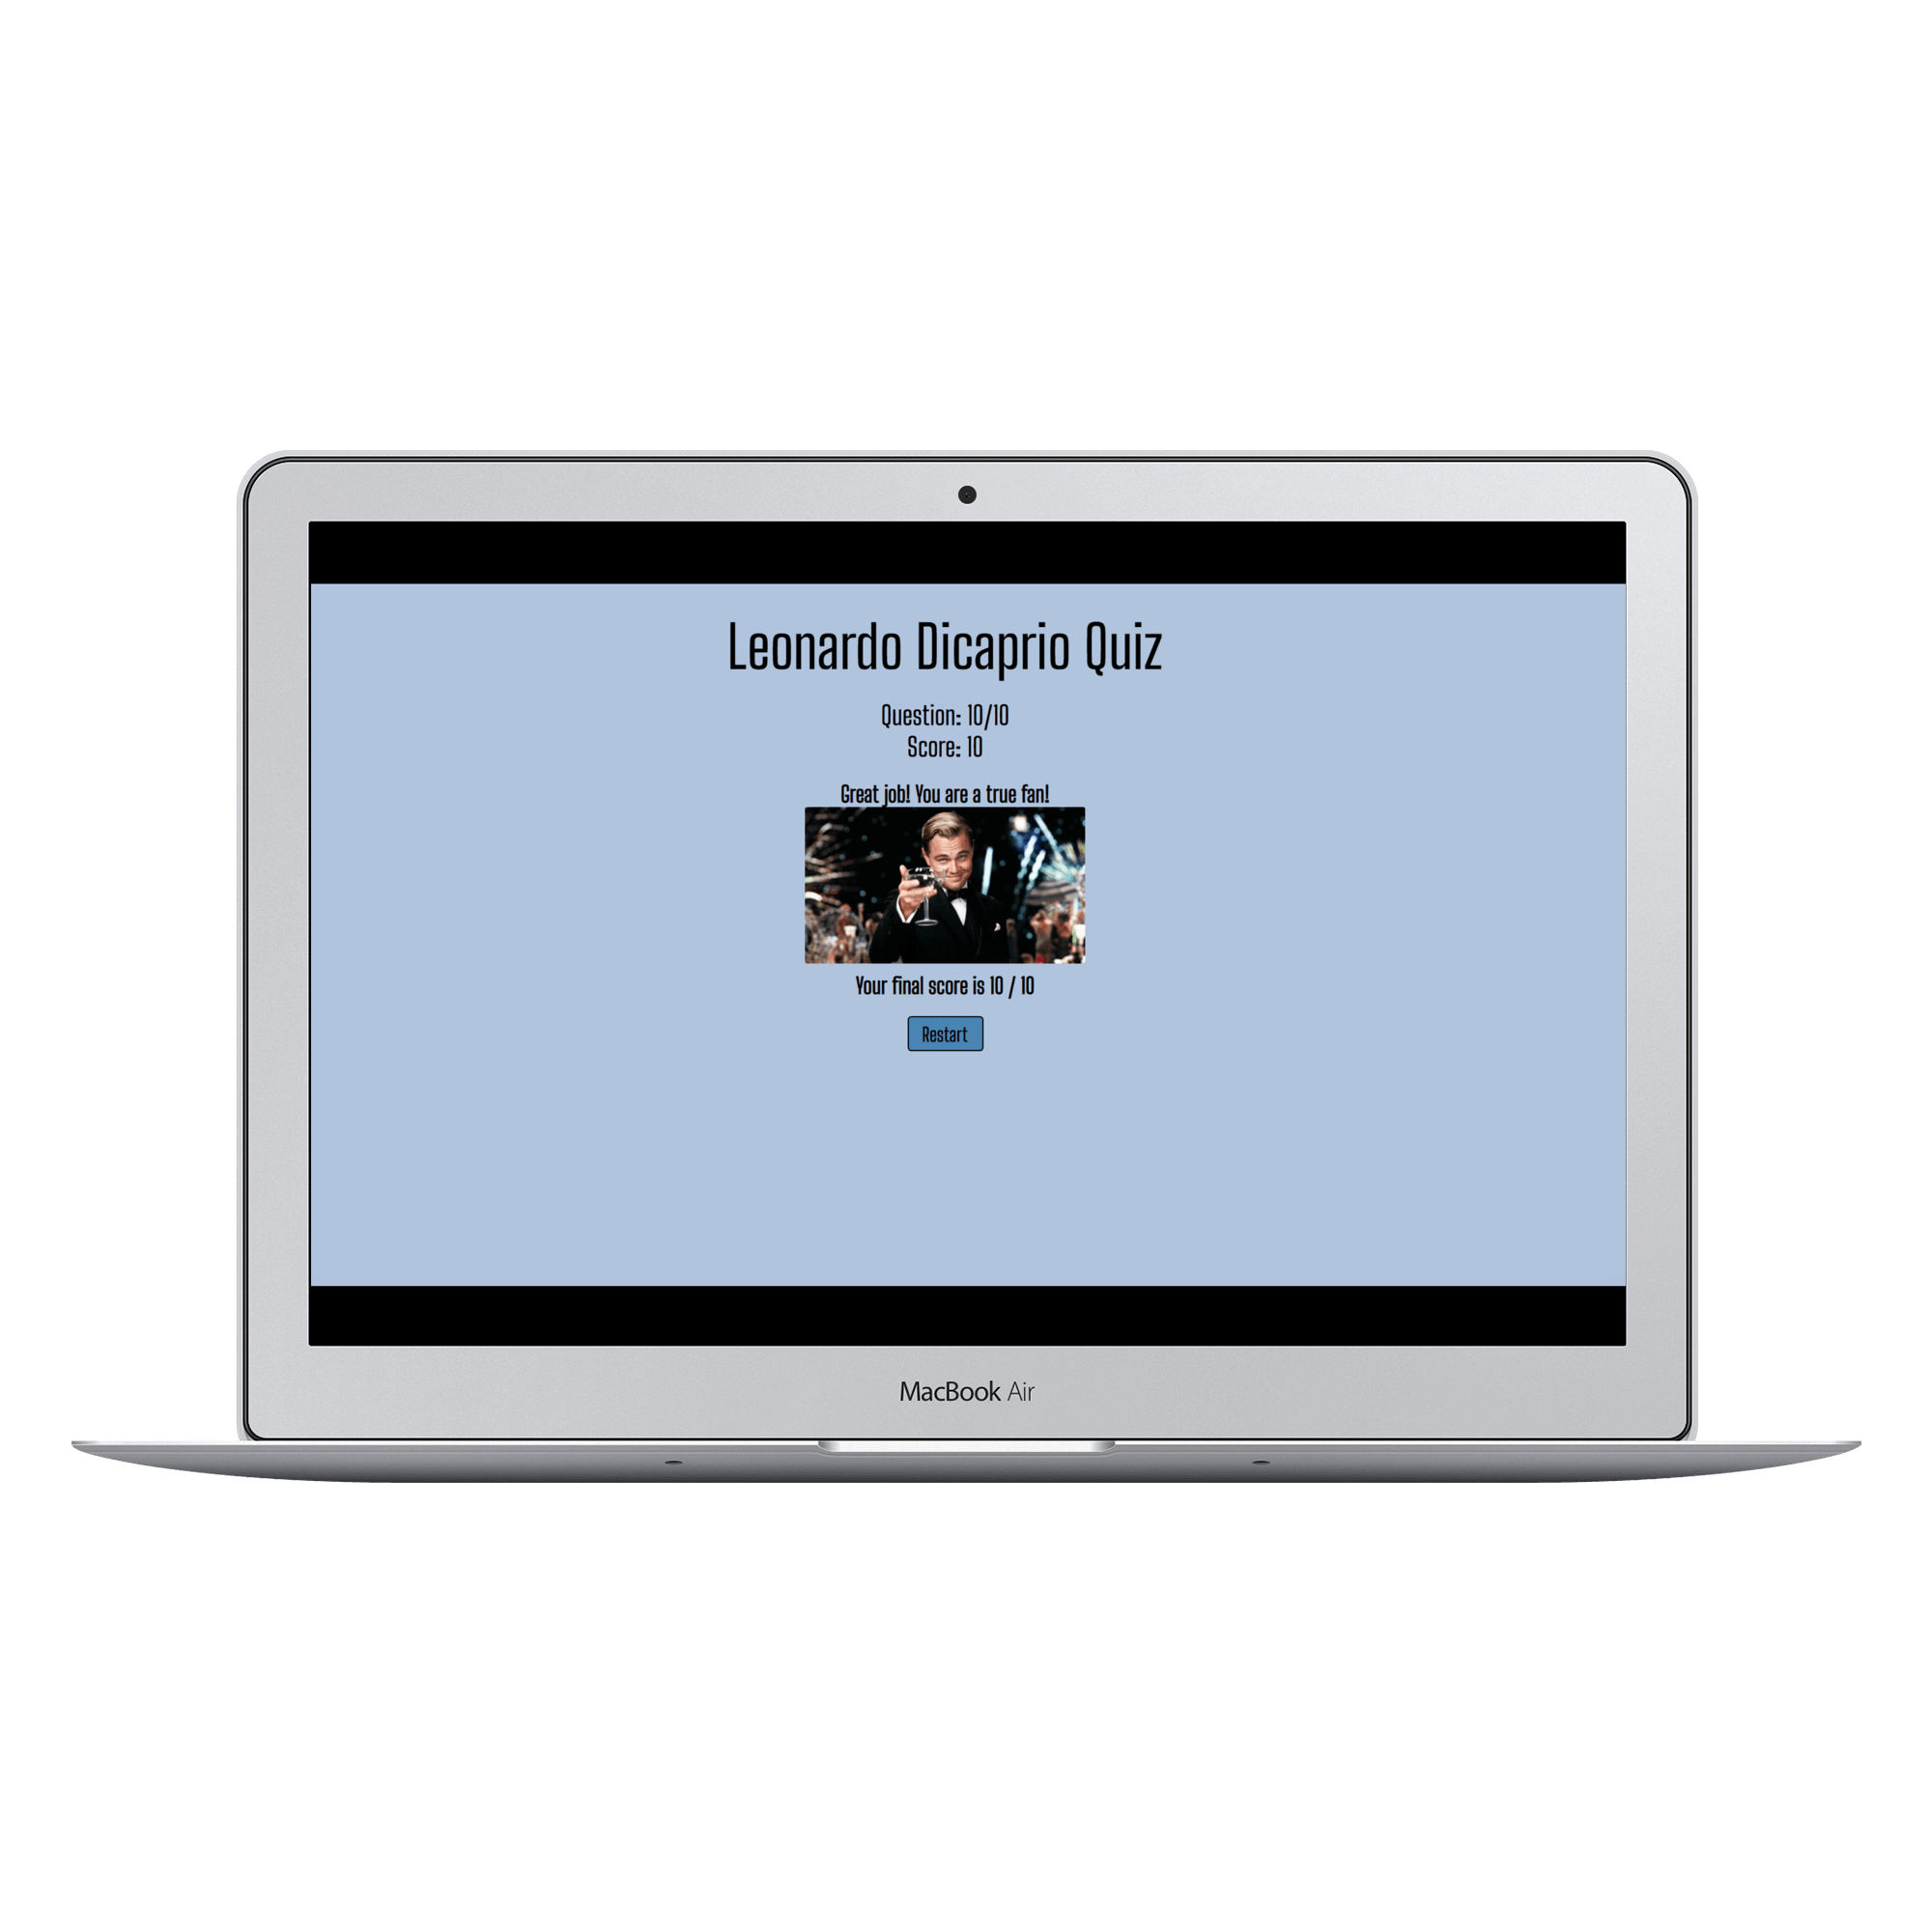 Leonardo Dicaprio Quiz
Question: 10/10
Score: 10
Great job! You are a true fan!
Your final score is 10 / 10
Restart
MacBook Air